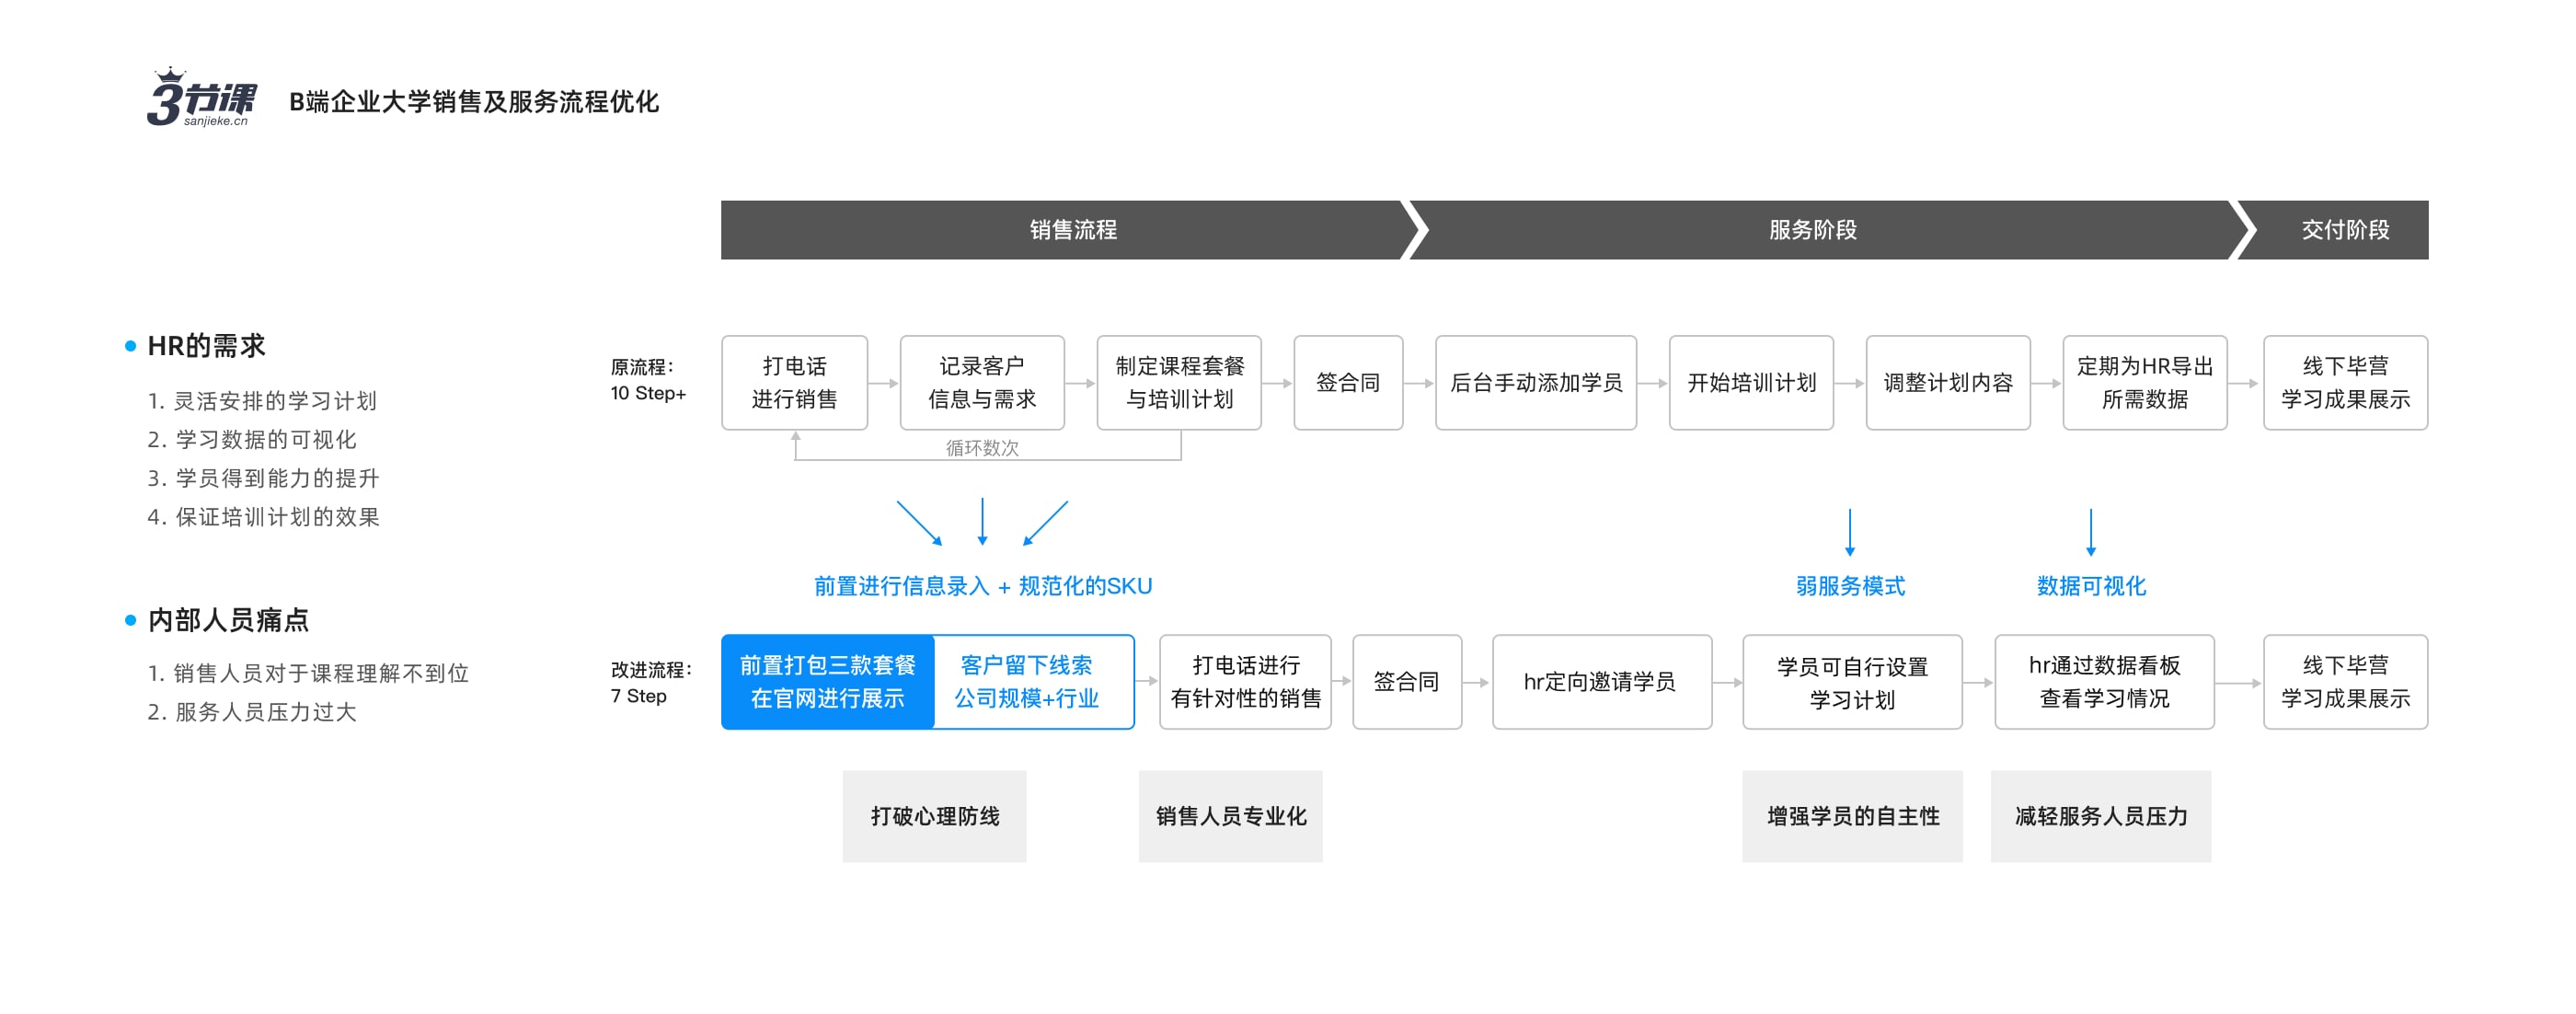 3节课
sanjieke.cn
B端企业大学销售及服务流程优化
销售流程
服务阶段
交付阶段
HR的需求
1. 灵活安排的学习计划
2. 学习数据的可视化
3. 学员得到能力的提升
4. 保证培训计划的效果
内部人员痛点
1. 销售人员对于课程理解不到位
2. 服务人员压力过大
原流程：
10 Step+
打电话
进行销售
记录客户
信息与需求
制定课程套餐
与培训计划
签合同
后台手动添加学员
开始培训计划
调整计划内容
定期为HR导出
所需数据
线下毕营
学习成果展示
循环数次
前置进行信息录入 + 规范化的SKU
弱服务模式
数据可视化
改进流程：
7 Step
前置打包三款套餐
在官网进行展示
客户留下线索
公司规模+行业
打电话进行
有针对性的销售
签合同
hr定向邀请学员
学员可自行设置
学习计划
hr通过数据看板
查看学习情况
线下毕营
学习成果展示
打破心理防线
销售人员专业化
增强学员的自主性
减轻服务人员压力